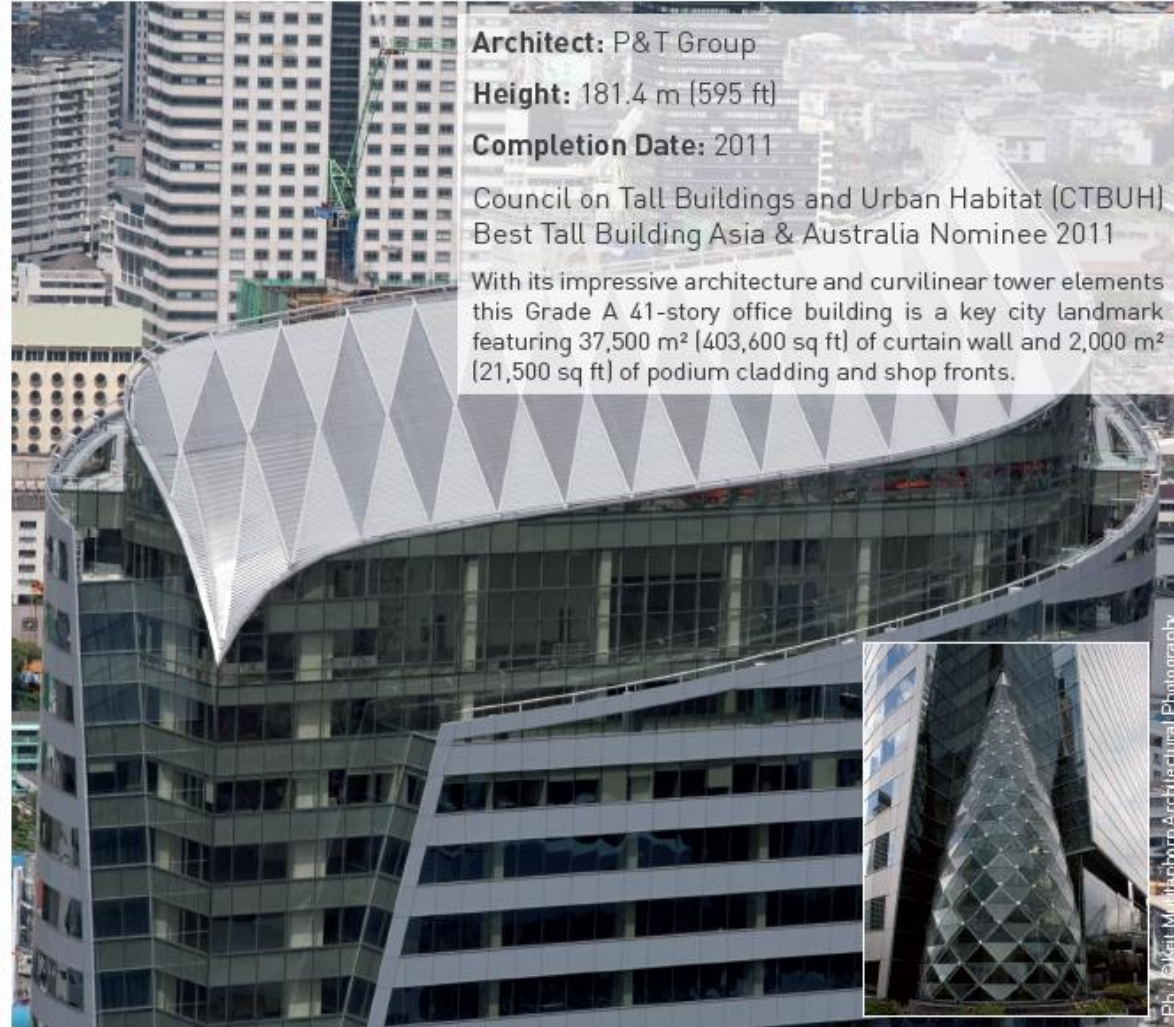 Architect: P&T Group
Height: 181.4 m (595 ft)
Completion Date: 2011
Council on Tall Buildings and Urban Habitat (CTBUH)
Best Tall Building Asia & Australia Nominee 2011
With its impressive architecture and curvilinear tower elements
this Grade A 41-story office building is a key city landmark
featuring 37,500 m² (403,600 sq ft) of curtain wall and 2,000 m²
(21,500 sq ft) of podium cladding and shop fronts.
Architectural Photography